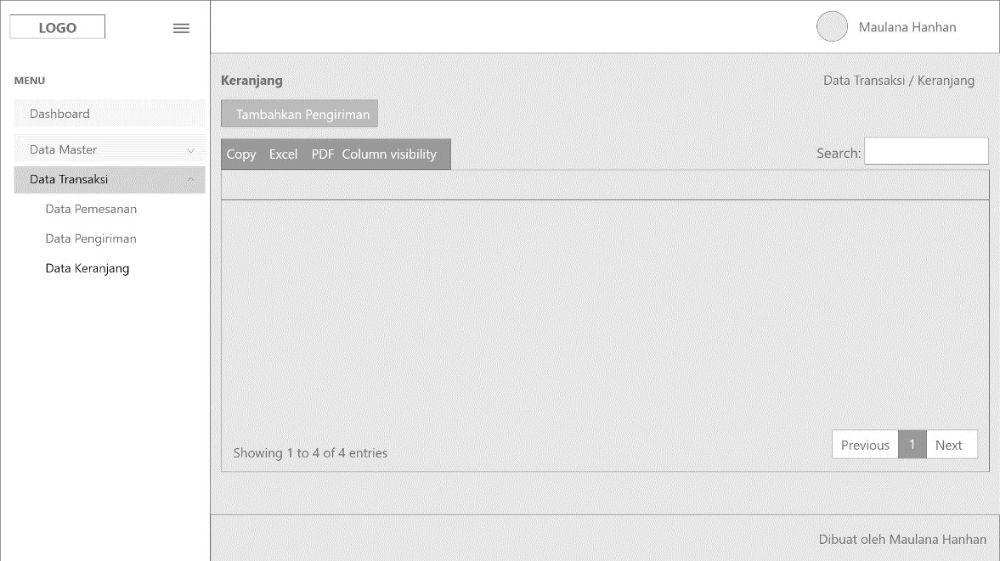 LOGO
Maulana Hanhan
MENU
Dashboard
Data Master
Data Transaksi
Data Pemesanan
Data Pengiriman
Data Keranjang
Keranjang
Data Transaksi / Keranjang
Tambahkan Pengiriman
Copy Excel PDF Column visibility
Search:
Showing 1 to 4 of 4 entries
Previous 1 Next
Dibuat oleh Maulana Hanhan